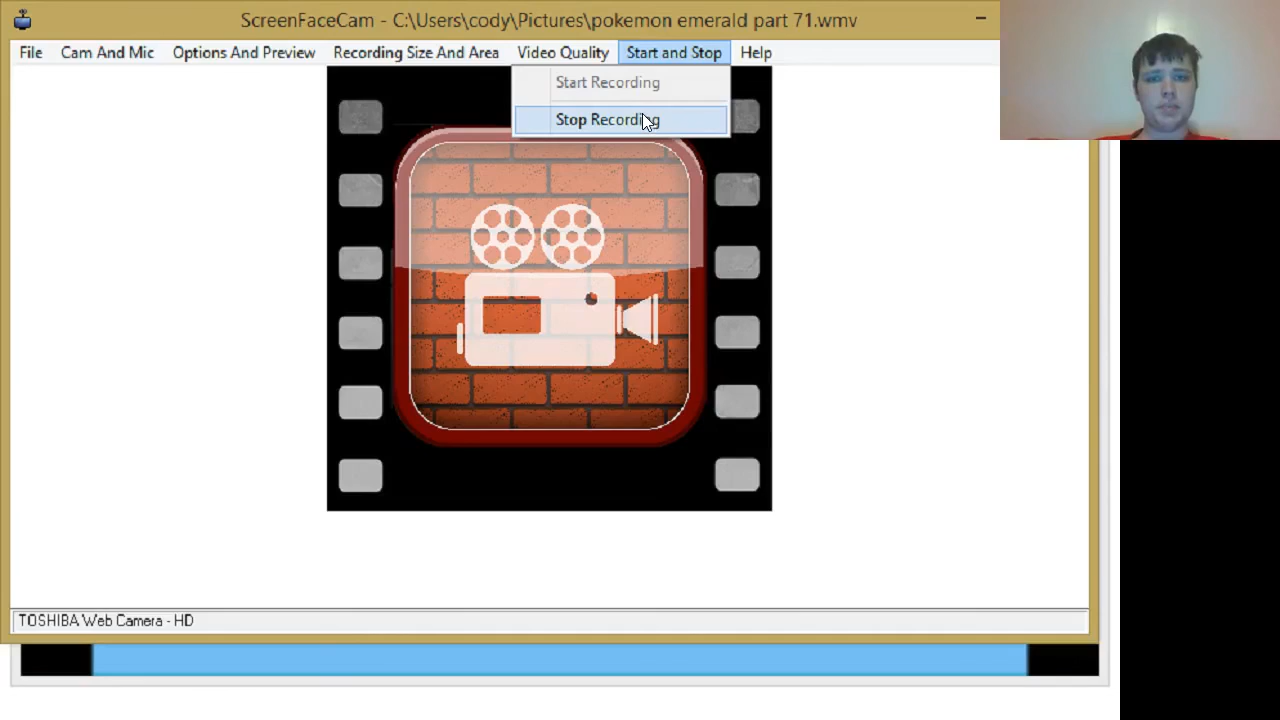 ScreenFaceCam - C:\Users\cody\Pictures\pokemon emerald part 71.wmv
File Cam And Mic Options And Preview Recording Size And Area Video Quality Start and Stop Help
Start Recording
Stop Recording
TOSHIBA Web Camera - HD